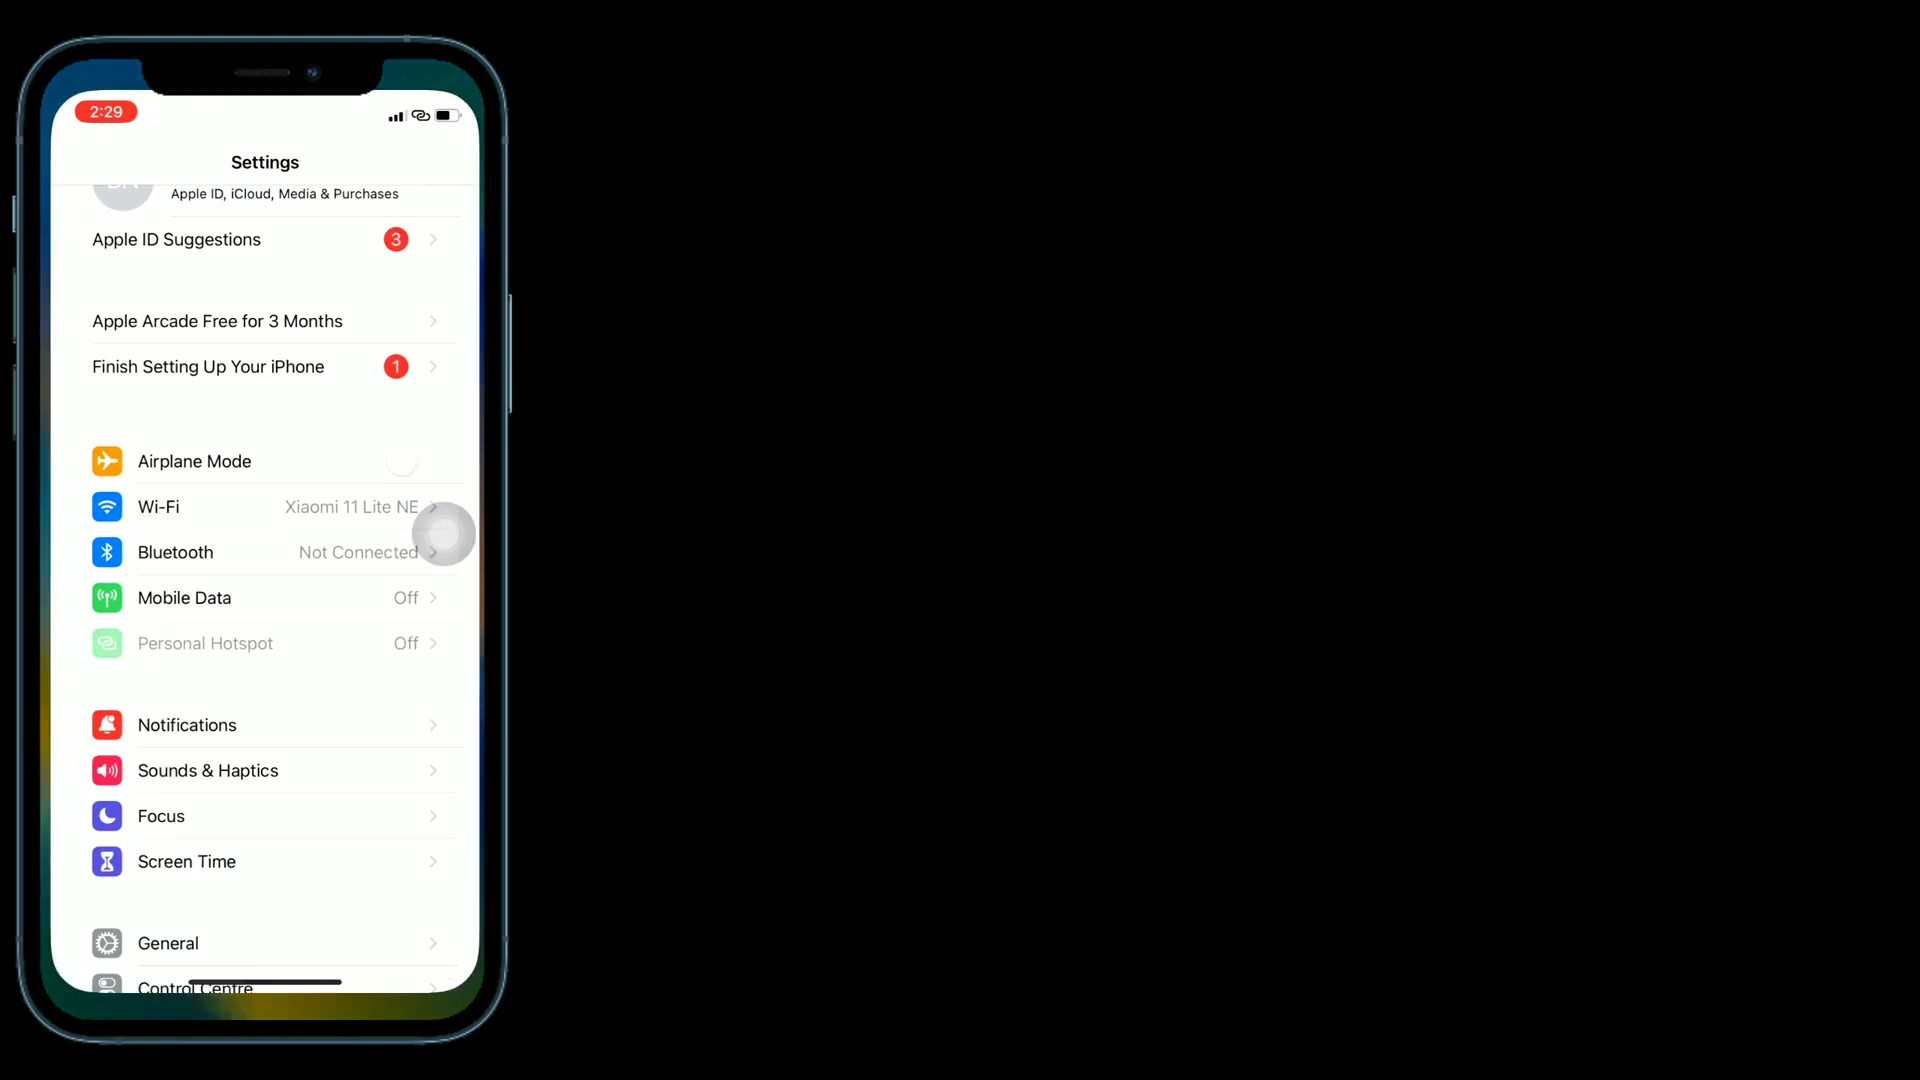 2:29
Settings
Apple ID, iCloud, Media & Purchases
Apple ID Suggestions 3
Apple Arcade Free for 3 Months
Finish Setting Up Your iPhone 1
Airplane Mode
Wi-Fi Xiaomi 11 Lite NE
Bluetooth Not Connected
Mobile Data Off
Personal Hotspot Off
Notifications
Sounds & Haptics
Focus
Screen Time
General
Control Centre